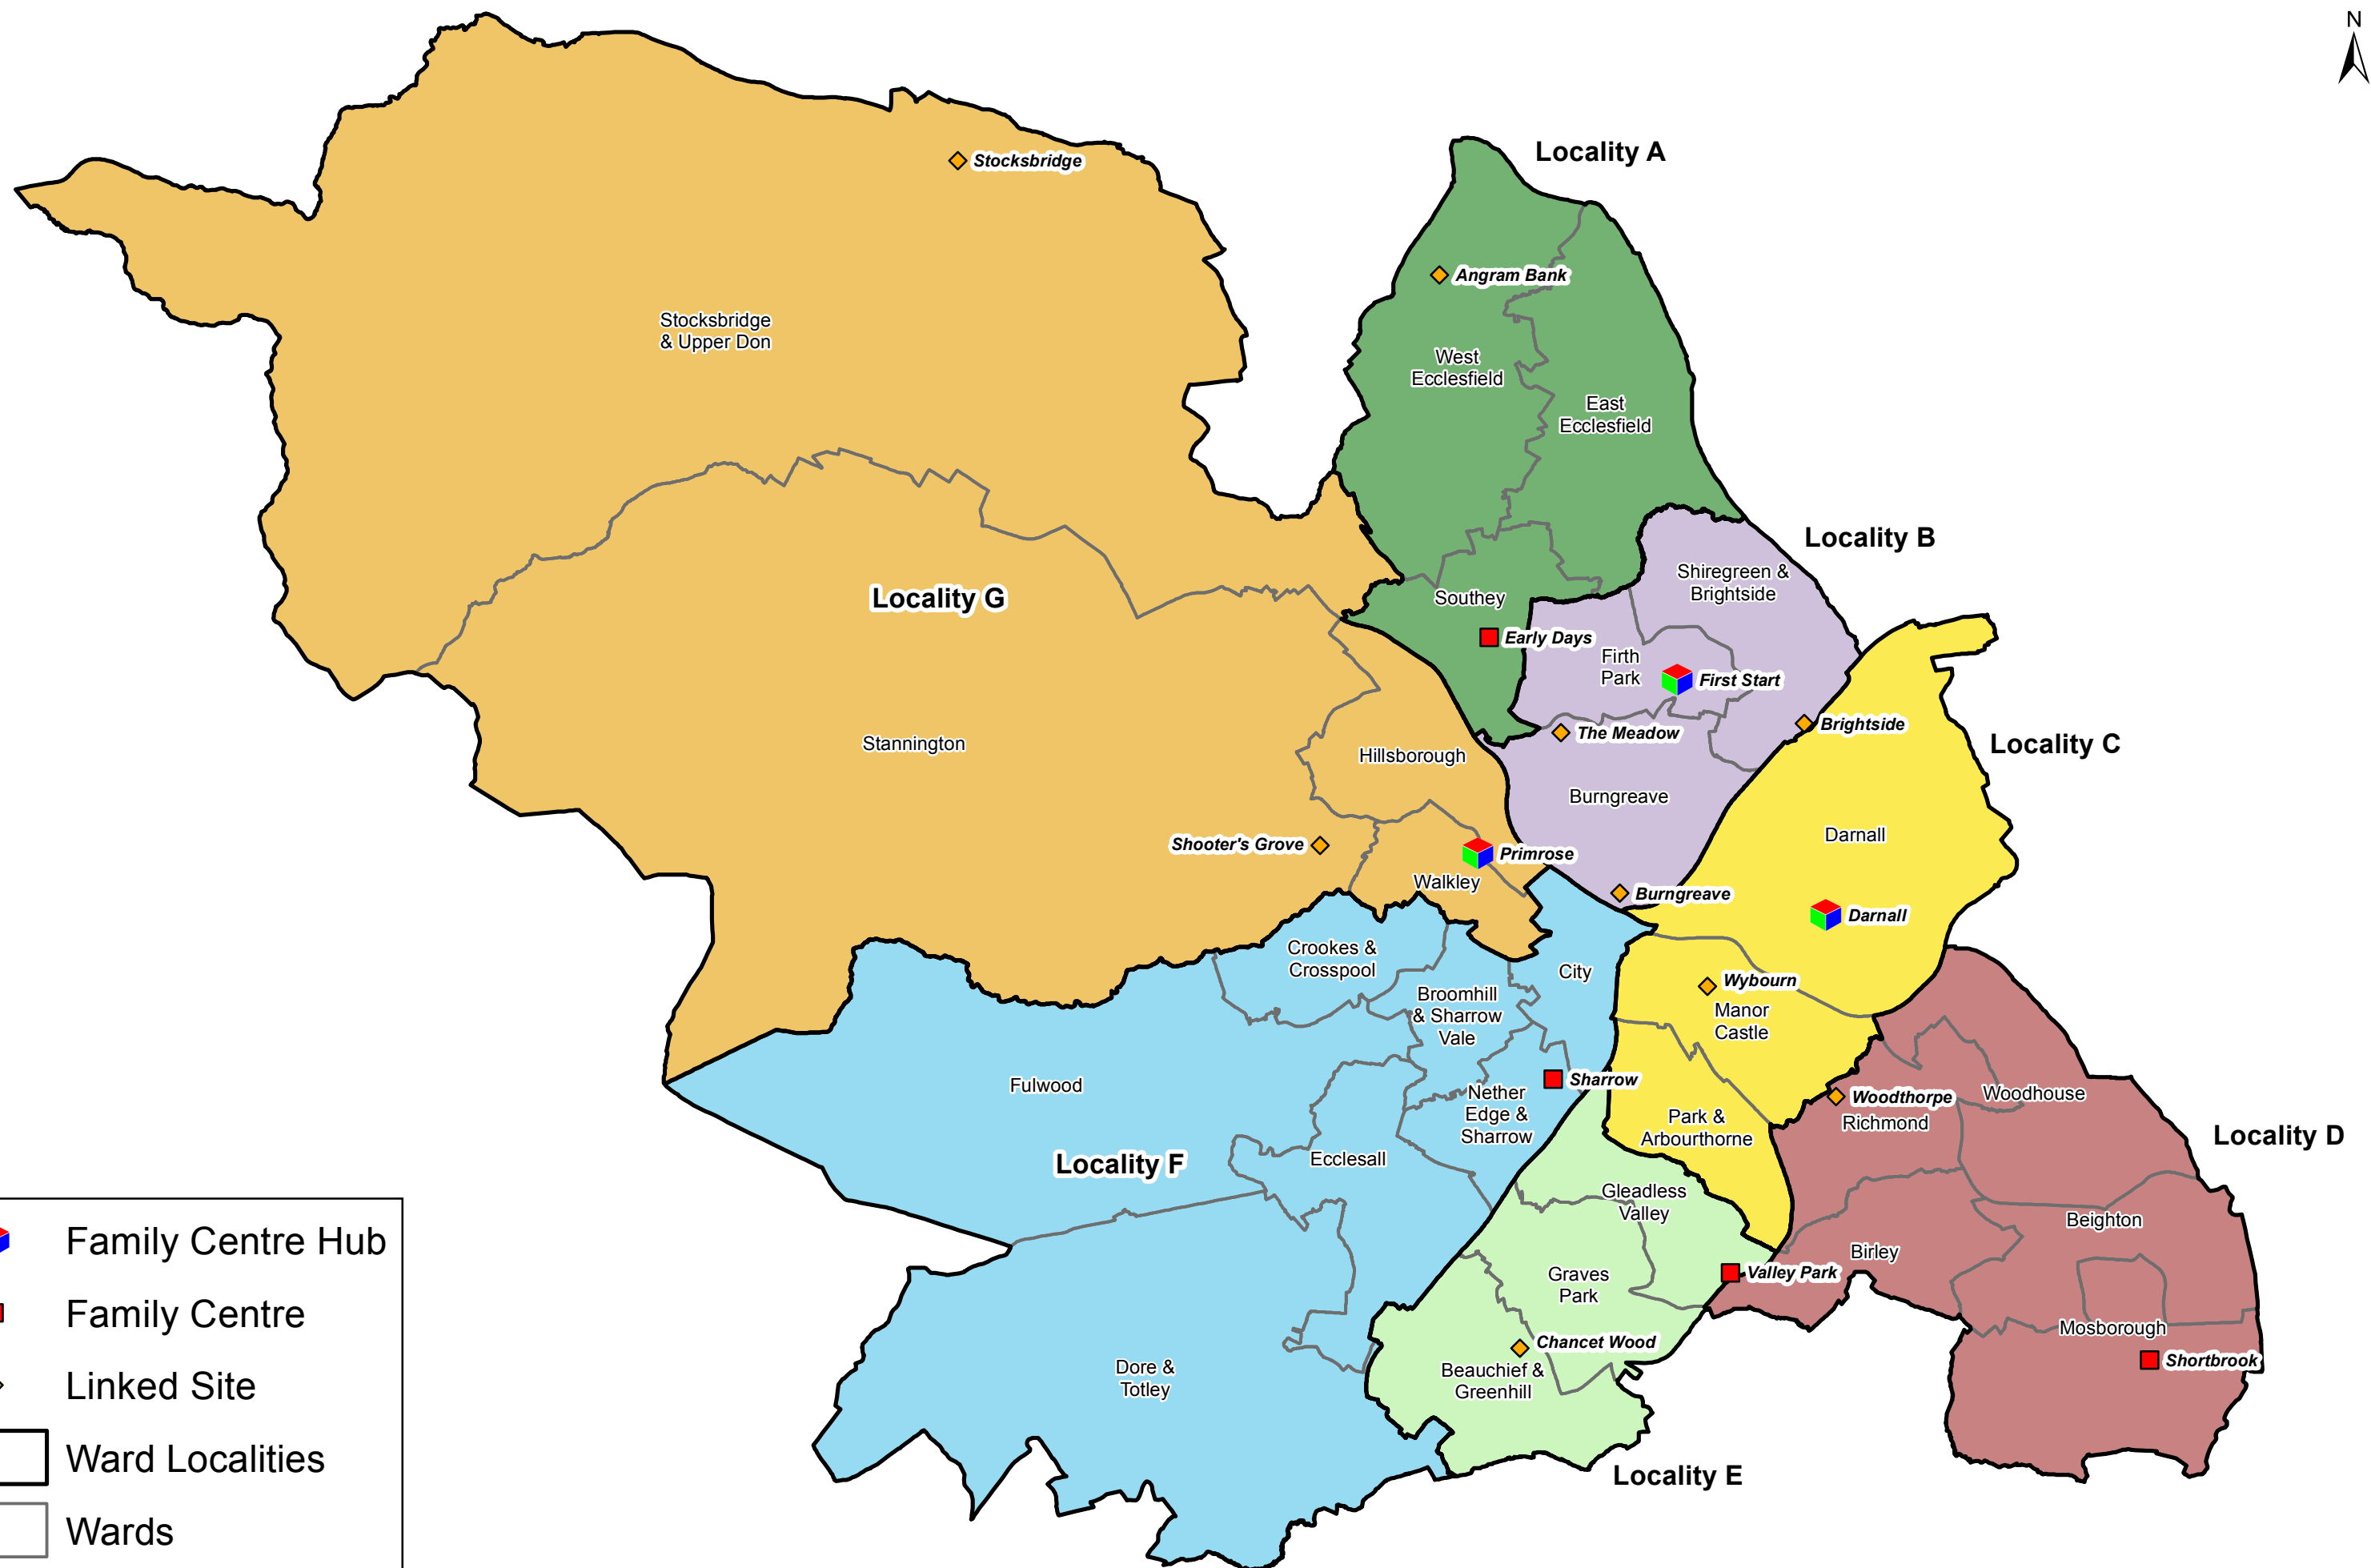 N
Stocksbridge
Locality A
Angram Bank
Stocksbridge
& Upper Don
West
Ecclesfield
East
Ecclesfield
Locality B
Shiregreen &
Brightside
Locality G
Southey
Early Days
Firth
Park
First Start
Brightside
The Meadow
Locality C
Stannington
Hillsborough
Burngreave
Darnall
Shooter's Grove
Primrose
Walkley
Burngreave
Darnall
Crookes &
Crosspool
City
Wybourn
Broomhill
& Sharrow
Vale
Manor
Castle
Fulwood
Sharrow
Nether
Edge &
Sharrow
Woodthorpe
Woodhouse
Richmond
Park &
Arbourthorne
Locality D
Locality F
Ecclesall
Gleadless
Valley
Beighton
Birley
Valley Park
Graves
Park
Mosborough
Chancet Wood
Shortbrook
Dore &
Totley
Beauchief &
Greenhill
Locality E
Family Centre Hub
Family Centre
Linked Site
Ward Localities
Wards